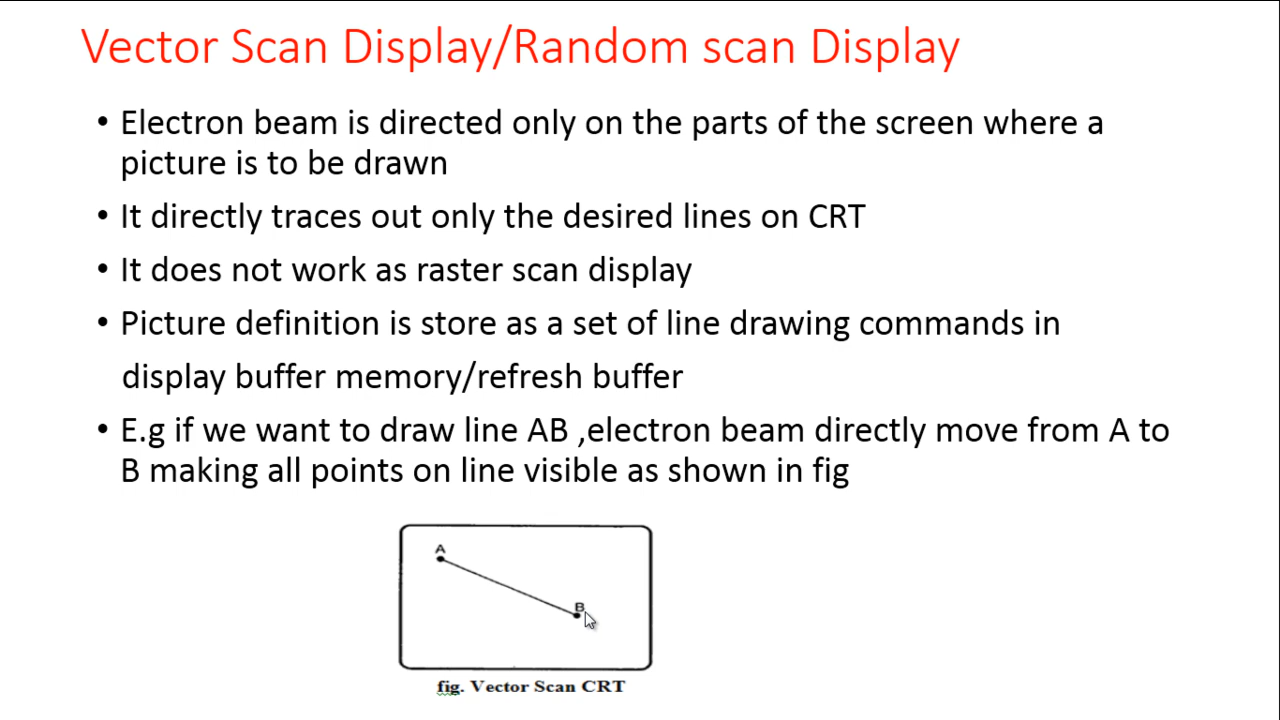 Vector Scan Display/Random scan Display
• Electron beam is directed only on the parts of the screen where a
picture is to be drawn
• It directly traces out only the desired lines on CRT
• It does not work as raster scan display
• Picture definition is store as a set of line drawing commands in
display buffer memory/refresh buffer
• E.g if we want to draw line AB ,electron beam directly move from A to
B making all points on line visible as shown in fig
A
B
fig. Vector Scan CRT